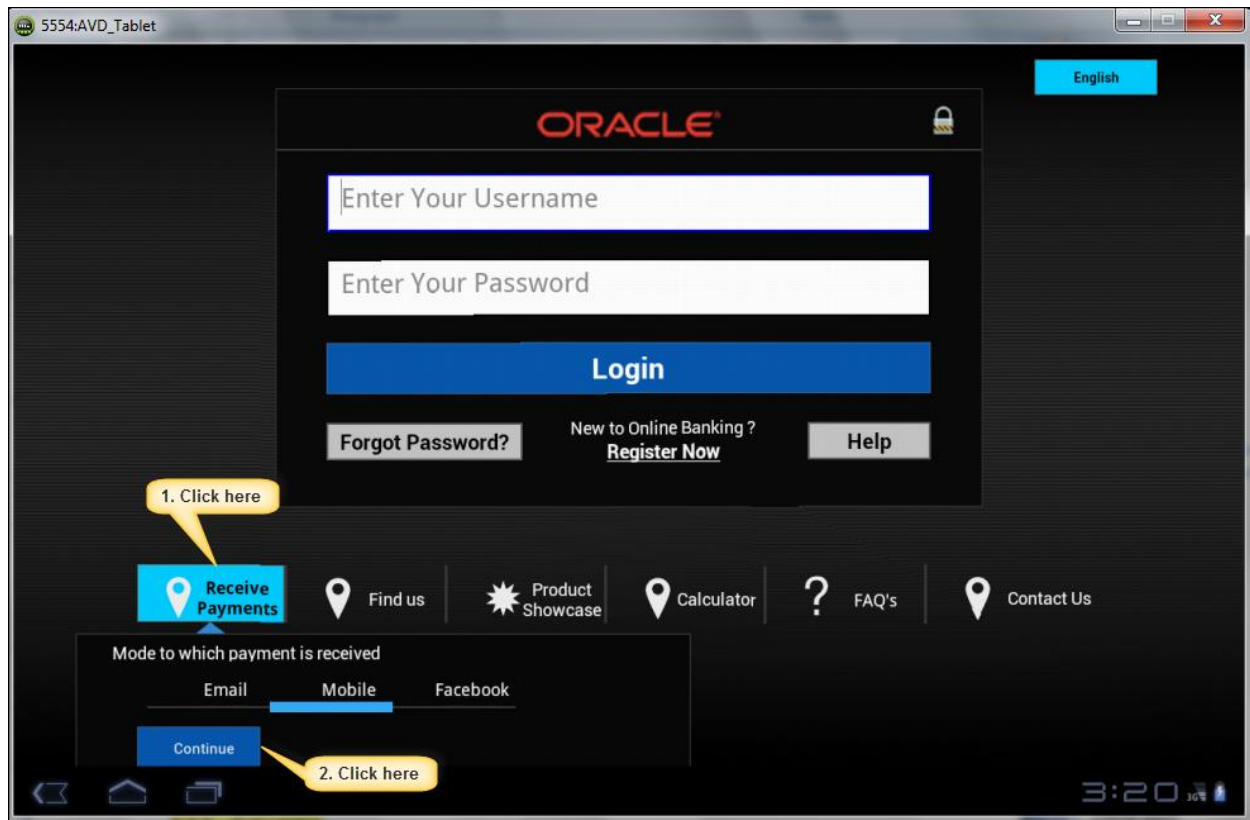 5554:AVD_Tablet
English
ORACLE
Enter Your Username
Enter Your Password
Login
Forgot Password?
New to Online Banking ?
Register Now
Help
1. Click here
Receive
Payments
Find us
Product
Showcase
Calculator
? FAQ's
Contact Us
Mode to which payment is received
Email Mobile Facebook
Continue
2. Click here
3:20 3G